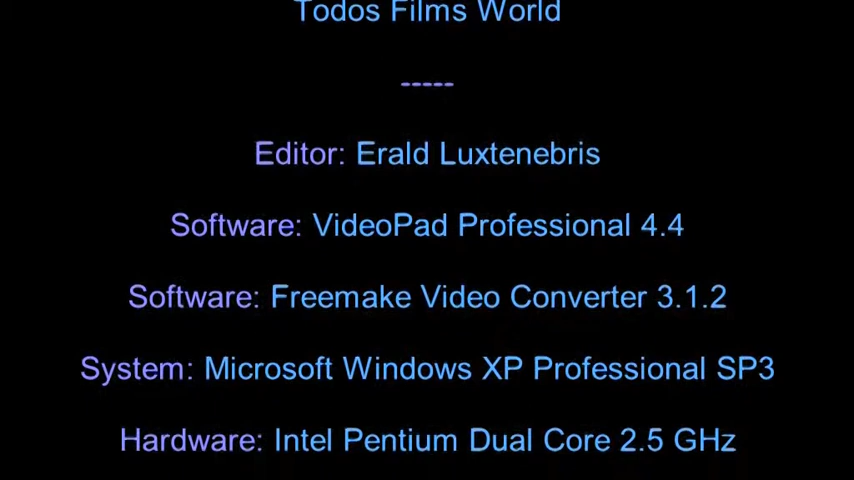 Todos Films World
-----
Editor: Erald Luxtenebris
Software: VideoPad Professional 4.4
Software: Freemake Video Converter 3.1.2
System: Microsoft Windows XP Professional SP3
Hardware: Intel Pentium Dual Core 2.5 GHz